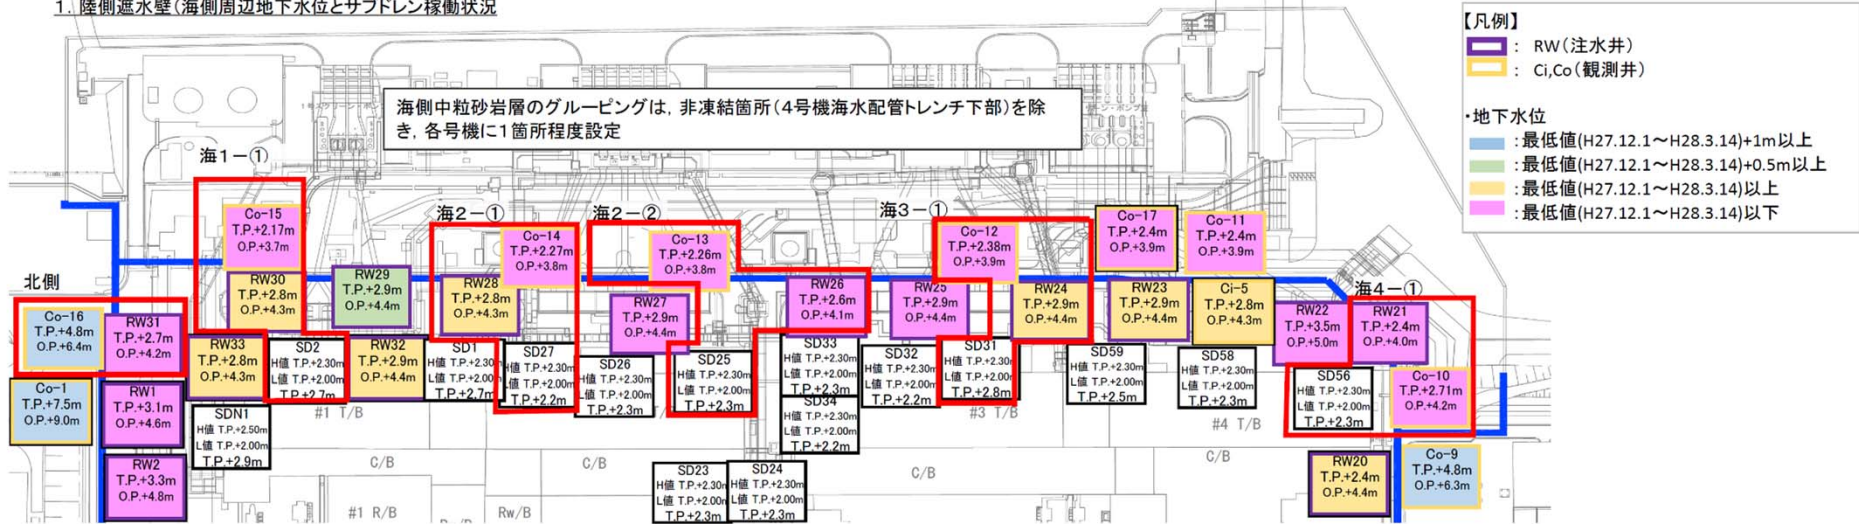 1. 陸側遮水壁(海側周辺地下水位とサブドレン稼働状況
【凡例】
: RW(注水井)
: Ci,Co(観測井)
・地下水位
:最低値(H27.12.1~H28.3.14)+1m以上
:最低値(H27.12.1~H28.3.14)+0.5m以上
:最低値(H27.12.1~H28.3.14)以上
:最低値(H27.12.1~H28.3.14)以下
海側中粒砂岩層のグルーピングは,非凍結箇所(4号機海水配管トレンチ下部)を除
き,各号機に1箇所程度設定
海1-①
海2-①
海2-②
海3-①
海4-①
北側
Co-15
T.P.+2.17m
O.P.+3.7m
Co-14
T.P.+2.27m
O.P.+3.8m
Co-13
T.P.+2.26m
O.P.+3.8m
Co-12
T.P.+2.38m
O.P.+3.9m
Co-17
T.P.+2.4m
O.P.+3.9m
Co-11
T.P.+2.4m
O.P.+3.9m
RW30
T.P.+2.8m
O.P.+4.3m
RW29
T.P.+2.9m
O.P.+4.4m
RW28
T.P.+2.8m
O.P.+4.3m
RW27
T.P.+2.9m
O.P.+4.4m
RW26
T.P.+2.6m
O.P.+4.1m
RW25
T.P.+2.9m
O.P.+4.4m
RW24
T.P.+2.9m
O.P.+4.4m
RW23
T.P.+2.9m
O.P.+4.4m
Ci-5
T.P.+2.8m
O.P.+4.3m
RW22
T.P.+3.5m
O.P.+5.0m
RW21
T.P.+2.4m
O.P.+4.0m
Co-16
T.P.+4.8m
O.P.+6.4m
RW31
T.P.+2.7m
O.P.+4.2m
RW33
T.P.+2.8m
O.P.+4.3m
SD2
H値 T.P.+2.30m
L値 T.P.+2.00m
T.P.+2.7m
RW32
T.P.+2.9m
O.P.+4.4m
SD1
H値 T.P.+2.30m
L値 T.P.+2.00m
T.P.+2.7m
SD27
H値 T.P.+2.30m
L値 T.P.+2.00m
T.P.+2.2m
SD26
H値 T.P.+2.30m
L値 T.P.+2.00m
T.P.+2.3m
SD25
H値 T.P.+2.30m
L値 T.P.+2.00m
T.P.+2.3m
SD33
H値 T.P.+2.30m
L値 T.P.+2.00m
T.P.+2.3m
SD32
H値 T.P.+2.30m
L値 T.P.+2.00m
T.P.+2.2m
SD31
H値 T.P.+2.30m
L値 T.P.+2.00m
T.P.+2.8m
SD59
H値 T.P.+2.30m
L値 T.P.+2.00m
T.P.+2.5m
SD58
H値 T.P.+2.30m
L値 T.P.+2.00m
T.P.+2.3m
SD56
H値 T.P.+2.30m
L値 T.P.+2.00m
T.P.+2.3m
Co-10
T.P.+2.71m
O.P.+4.2m
Co-1
T.P.+7.5m
O.P.+9.0m
RW1
T.P.+3.1m
O.P.+4.6m
SDN1
H値 T.P.+2.50m
L値 T.P.+2.00m
T.P.+2.9m
SD34
H値 T.P.+2.30m
L値 T.P.+2.00m
T.P.+2.2m
#1 T/B
#3 T/B
#4 T/B
RW2
T.P.+3.3m
O.P.+4.8m
C/B
C/B
SD23
H値 T.P.+2.30m
L値 T.P.+2.00m
T.P.+2.3m
SD24
H値 T.P.+2.30m
L値 T.P.+2.00m
T.P.+2.3m
C/B
C/B
RW20
T.P.+2.4m
O.P.+4.4m
Co-9
T.P.+4.8m
O.P.+6.3m
#1 R/B
Rw/B